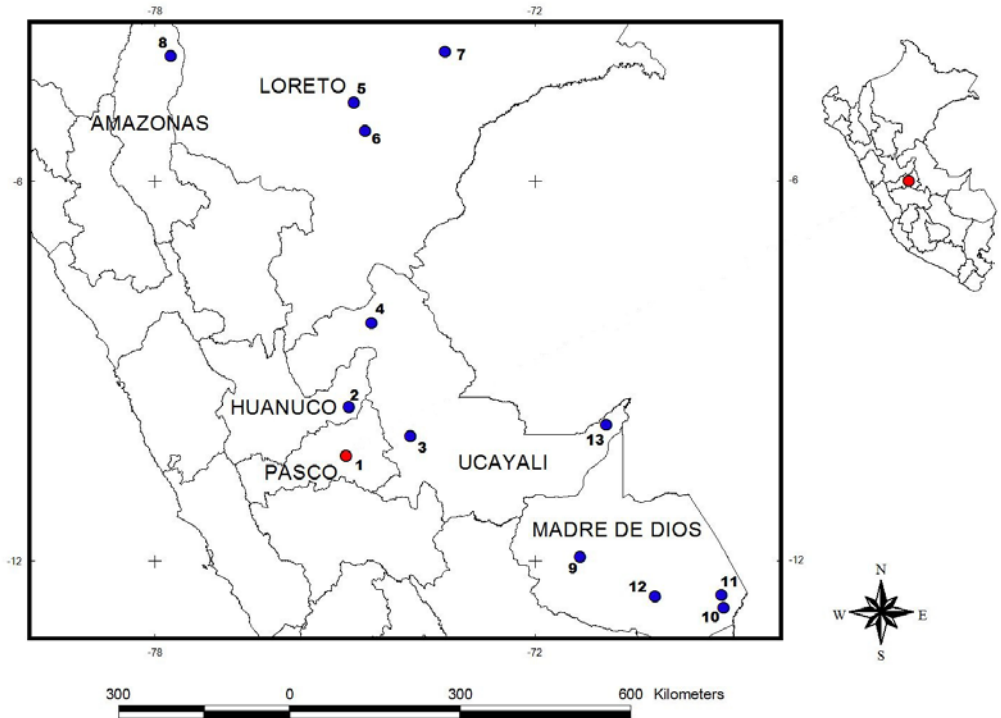 -78 -72
8
7
LORETO 5
AMAZONAS
6
-6 -6
4
HUANUCO 2
13
3
UCAYALI
PASCO 1
MADRE DE DIOS
-12 9 -12
12 11
10
-78 -72
N
W E
S
300 0 300 600 Kilometers